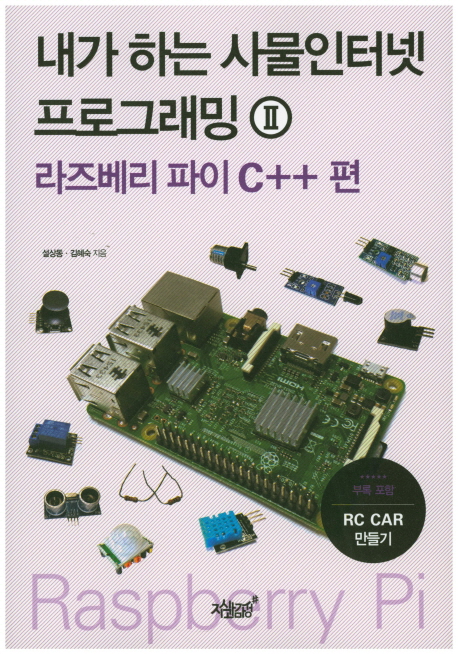 내가 하는 사물인터넷
프로그래밍 Ⅱ
라즈베리 파이 C++ 편
설상동 · 김혜숙 지음
HDMI
부록 포함
RC CAR
만들기
지식과감성#
Raspberry Pi